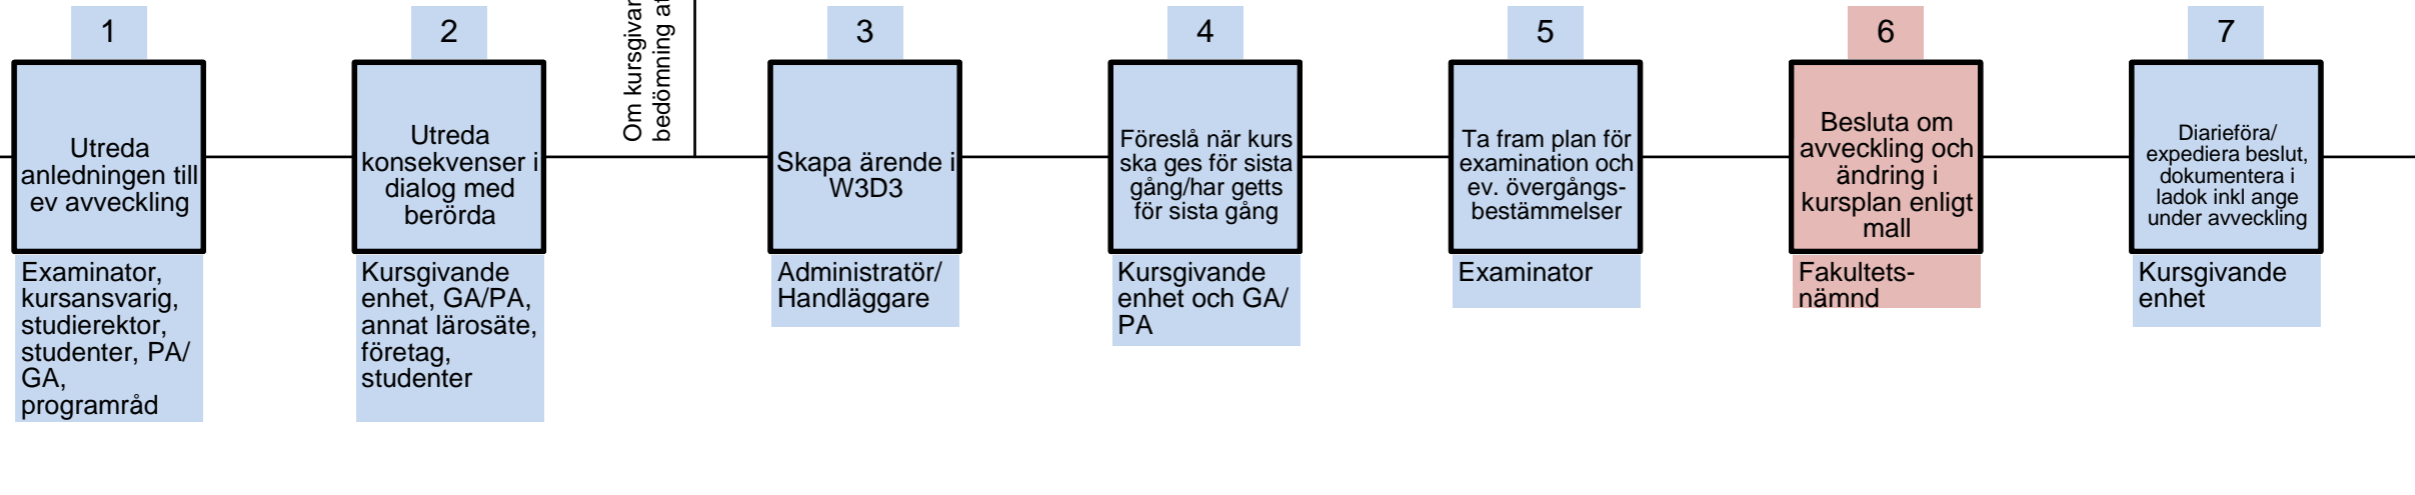 1
Utreda
anledningen till
ev avveckling
Examinator,
kursansvarig,
studierektor,
studenter, PA/
GA,
programråd
2
Utreda
konsekvenser i
dialog med
berörda
Kursgivande
enhet, GA/PA,
annat lärosäte,
företag,
studenter
Om
bedömning
3
Skapa ärende i
W3D3
Administratör/
Handläggare
4
Föreslå när kurs
ska ges för sista
gång/har getts
för sista gång
Kursgivande
enhet och GA/
PA
5
Ta fram plan för
examination och
ev. övergångs-
bestämmelser
Examinator
6
Besluta om
avveckling och
ändring i
kursplan enligt
mall
Fakultets-
nämnd
7
Diarieföra/
expediera beslut,
dokumentera i
ladok inkl ange
under avveckling
Kursgivande
enhet